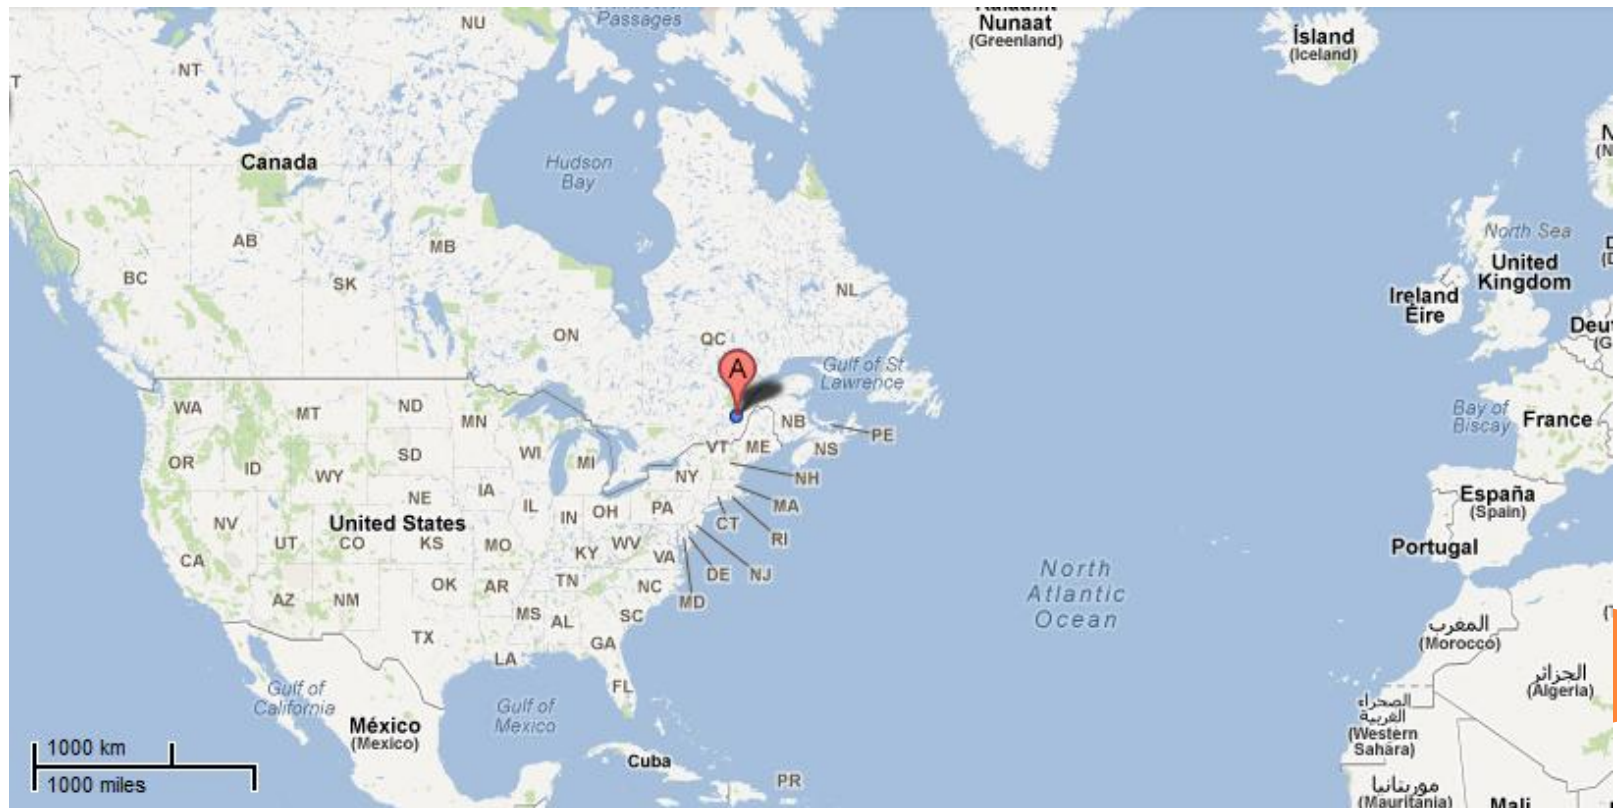 NU
Passages
Kalaallit
Nunaat
(Greenland)
Ísland
(Iceland)
NT
T
Canada
Hudson
Bay
AB
MB
BC
SK
NL
ON
QC
North Sea
United
Kingdom
Ireland
Éire
Deu
(G
N
(N
D
(D
A
Gulf of St
Lawrence
WA
MT
ND
MN
NB
PE
VT
ME
NS
Bay of
Biscay
France
OR
ID
WY
SD
WI
MI
NY
NH
NE
IA
IL
IN
OH
PA
MA
España
(Spain)
NV
United States
CT
RI
UT
CO
KS
MO
KY
WV
VA
Portugal
CA
OK
AR
TN
DE
NJ
NC
MD
AZ
NM
MS
AL
SC
North
Atlantic
Ocean
TX
GA
LA
FL
المغرب
(Morocco)
(T
الجزائر
(Algeria)
Gulf of
California
Gulf of
Mexico
الصحراء
الغربية
(Western
Sahara)
México
(Mexico)
1000 km
1000 miles
Cuba
PR
موريتانيا
(Mauritania)
Mali